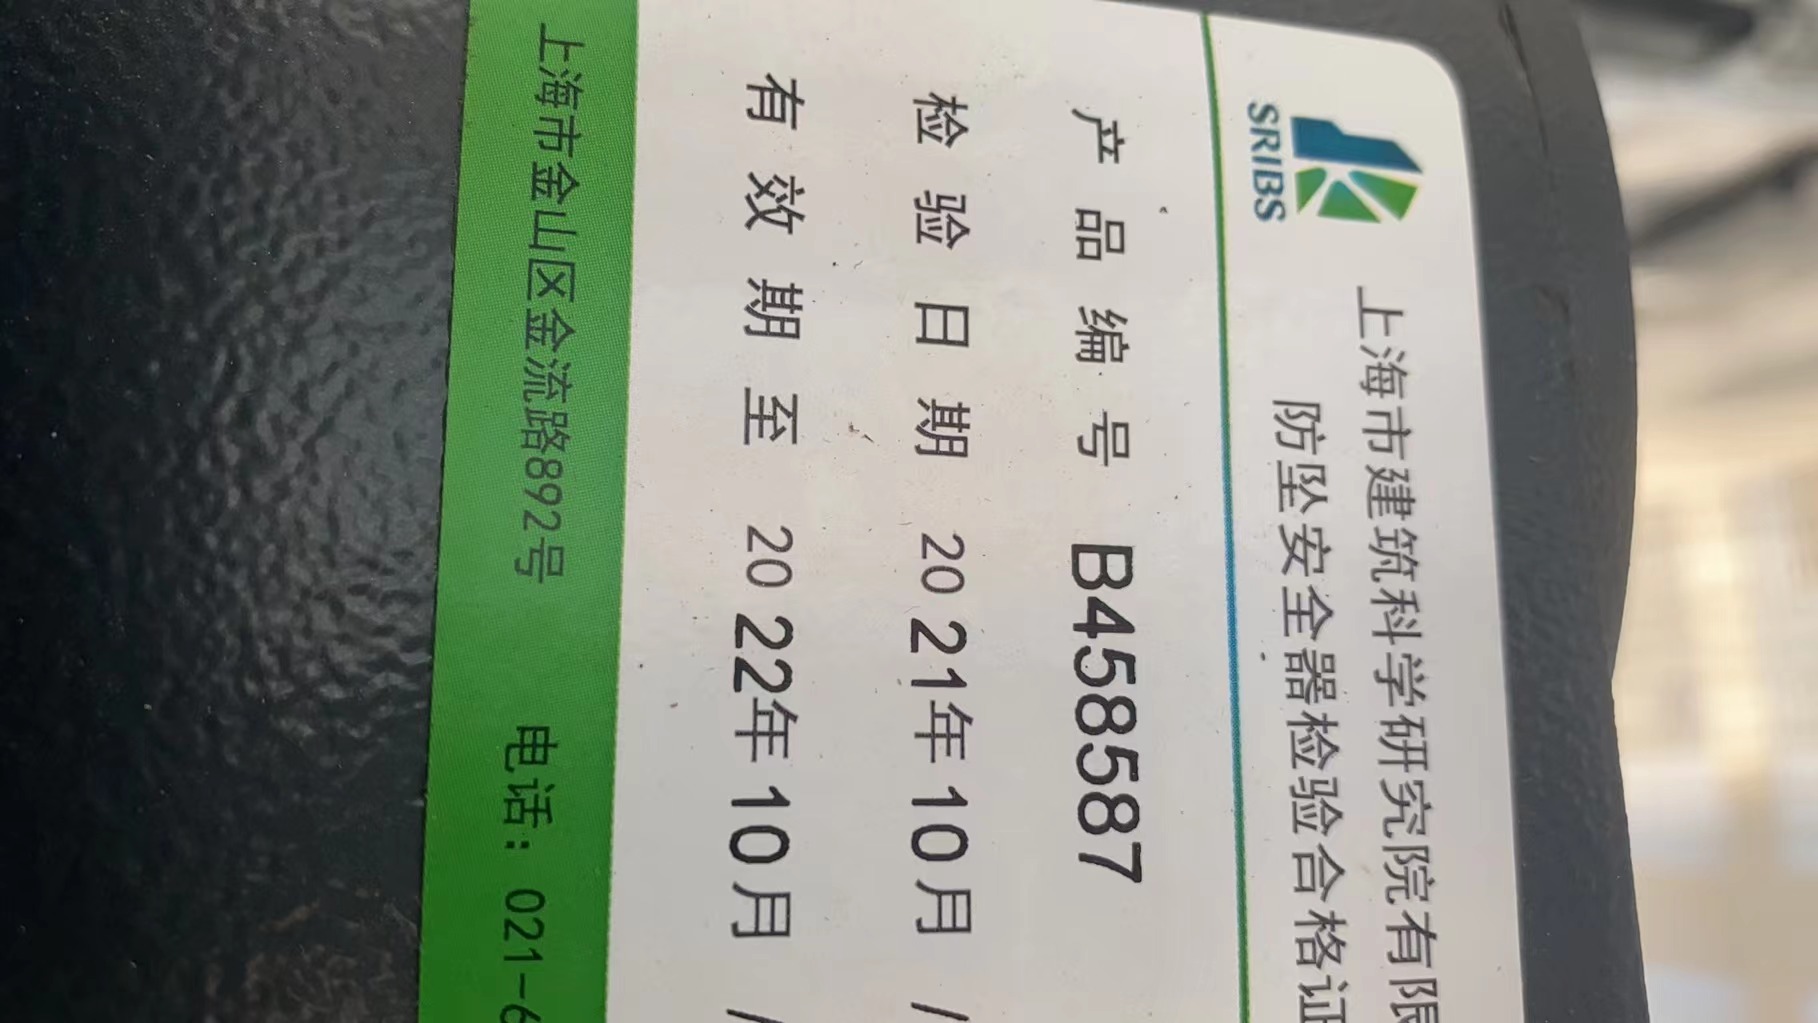 SRIBS
上海市建筑科学研究院有限
防坠安全器检验合格证
产品编号 B458587
检验日期 2021年10月 /
有效期至 2022年10月 /
上海市金山区金流路892号 电话：021-6